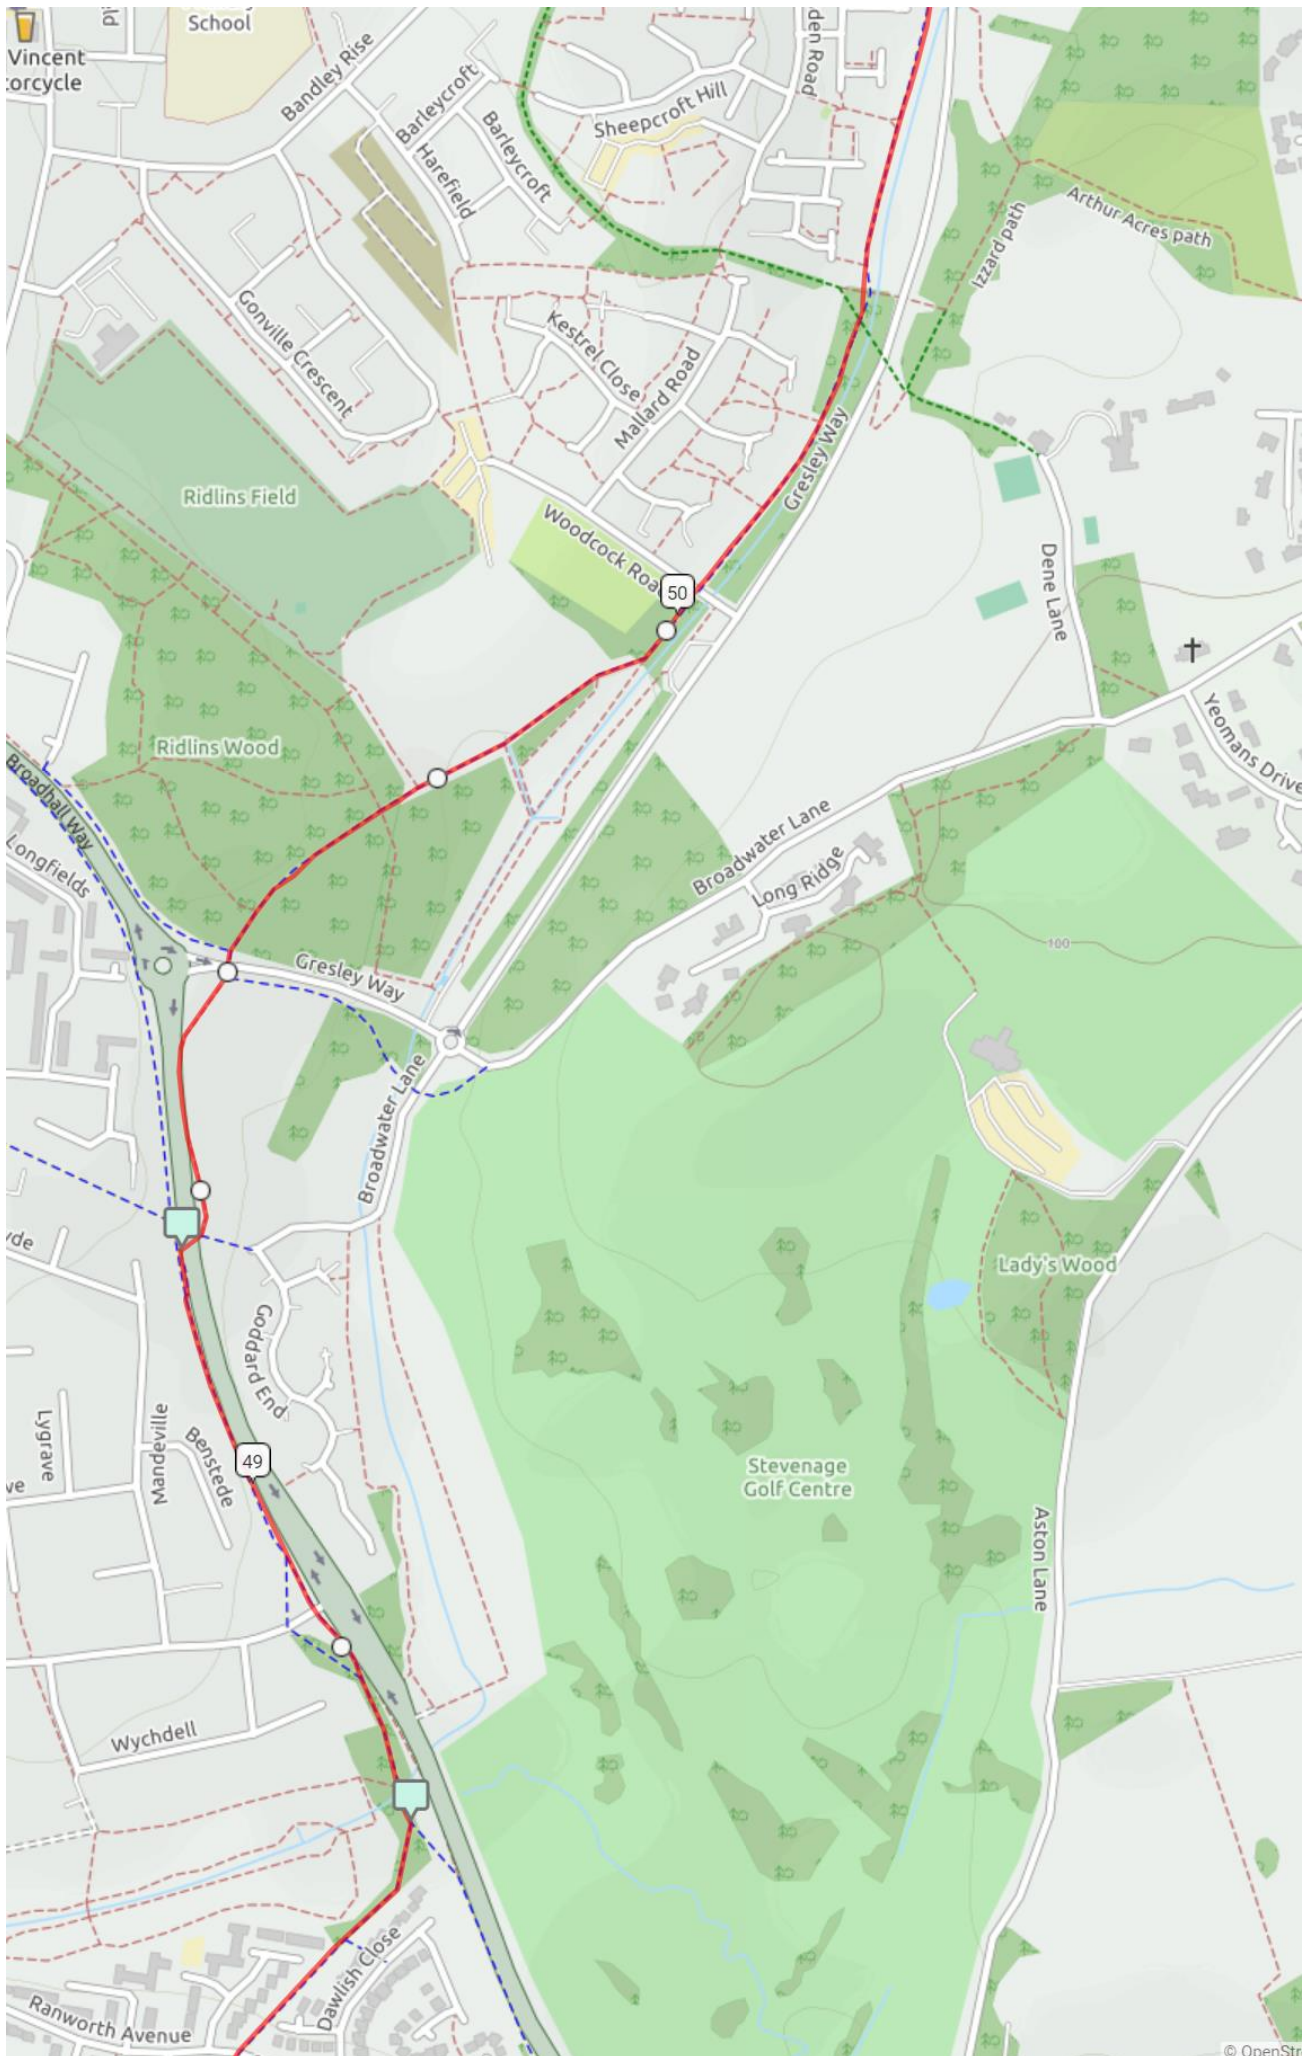 School
Vincent
Bandley Rise
Barleycroft
Harefield
Barleycroft
Sheepcroft Hill
den Road
Arthur Acres path
Izzard path
Gonville Crescent
Kestrel Close
Mallard Road
Gresley Way
Ridlins Field
Woodcock Roa
50
Dene Lane
Yeomans Drive
Ridlins Wood
Broadhall Way
Longfields
Broadwater Lane
Long Ridge
100
Gresley Way
Broadwater Lane
Lady's Wood
Goddard End
Mandeville
Lygrave
Benstede
49
Stevenage
Golf Centre
Aston Lane
Wychdell
Dawlish Close
Ranworth Avenue
© OpenStr